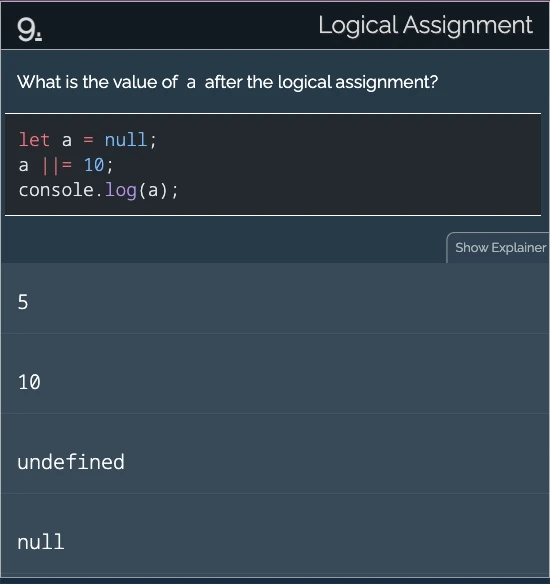 9.
Logical Assignment
What is the value of a after the logical assignment?
let a = null;
a ||= 10;
console.log(a);
Show Explainer
5
10
undefined
null